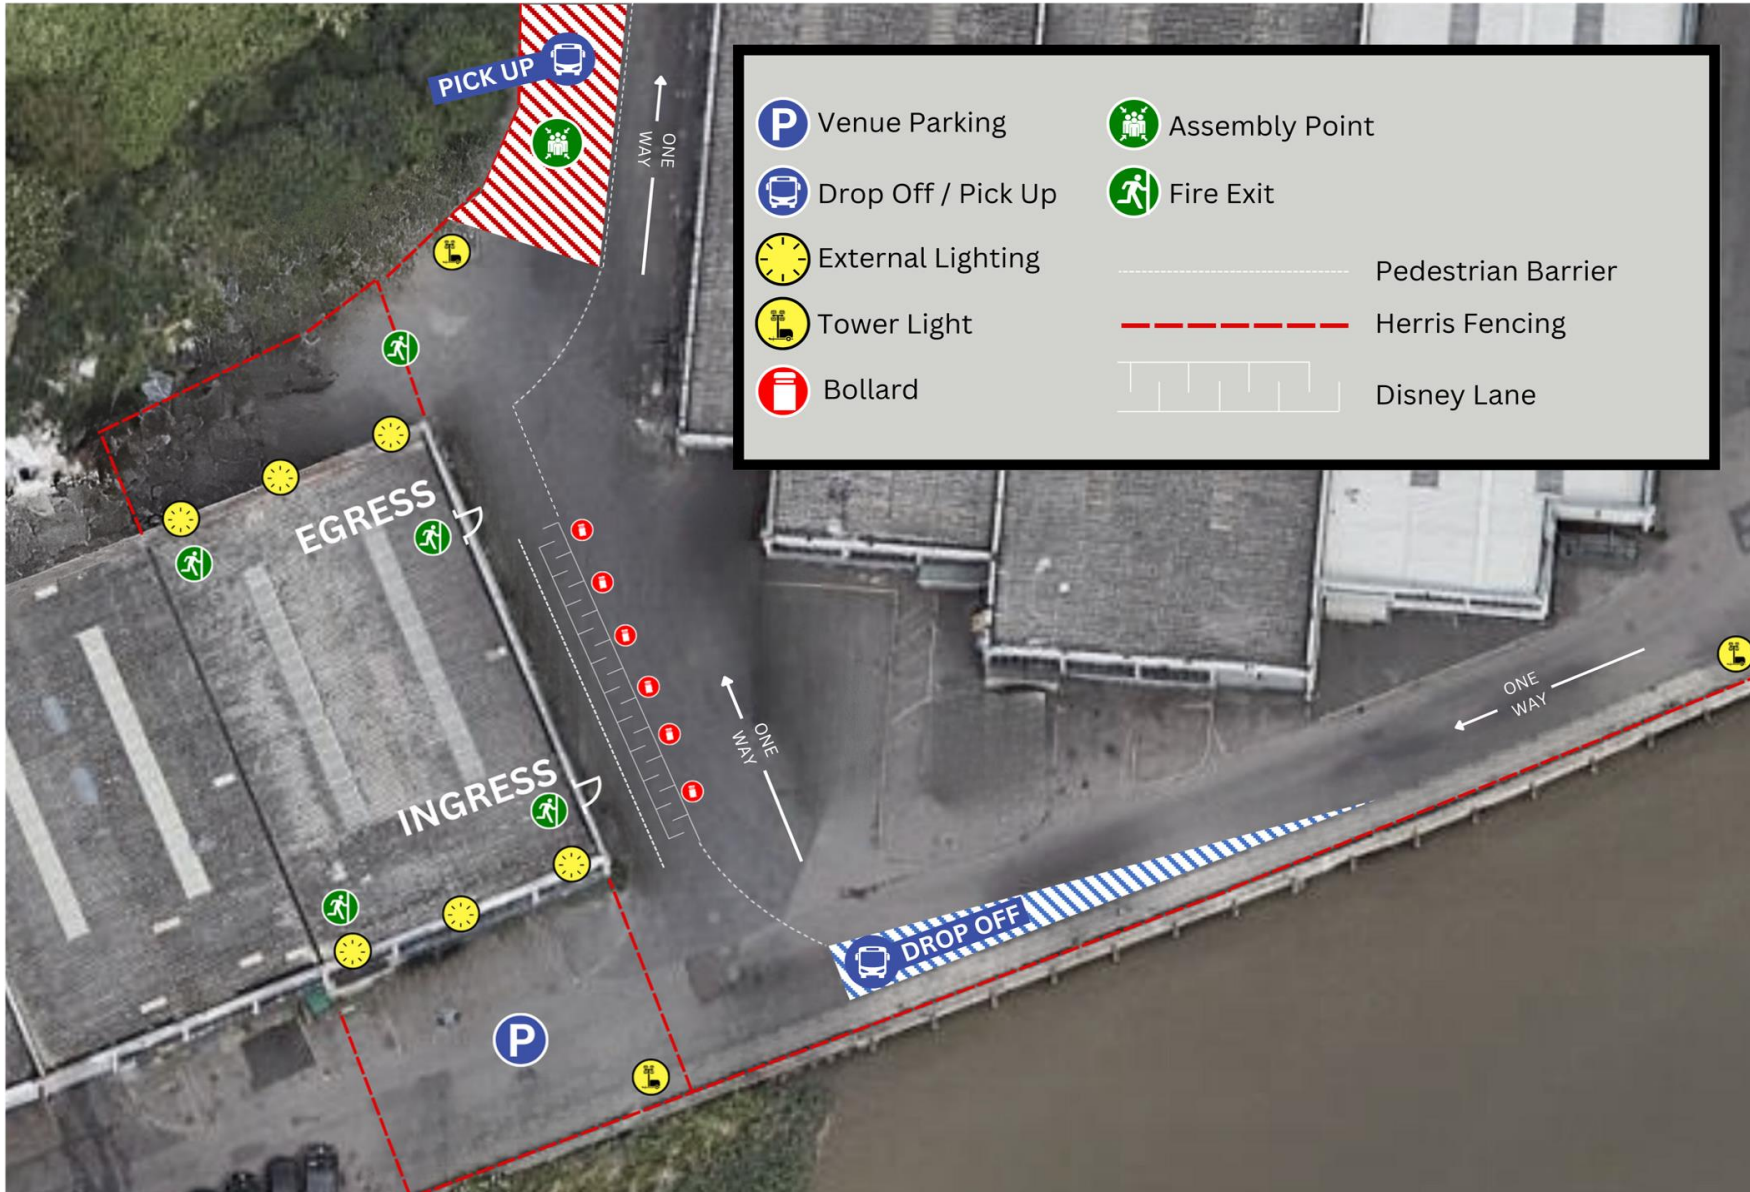 PICK UP
ONE
WAY
P Venue Parking
Drop Off / Pick Up
External Lighting
Tower Light
Bollard
Assembly Point
Fire Exit
Pedestrian Barrier
Herris Fencing
Disney Lane
EGRESS
INGRESS
ONE
WAY
ONE
WAY
DROP OFF
P